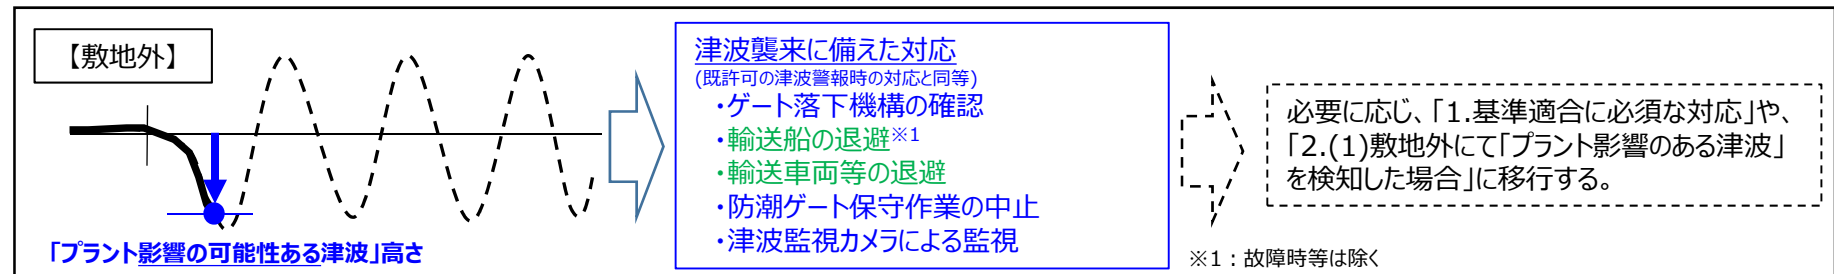 【敷地外】
「プラント影響の可能性ある津波」高さ
津波襲来に備えた対応
(既許可の津波警報時の対応と同等)
・ゲート落下機構の確認
・輸送船の退避※1
・輸送車両等の退避
・防潮ゲート保守作業の中止
・津波監視カメラによる監視
必要に応じ、「1.基準適合に必須な対応」や、
「2.(1)敷地外にて「プラント影響のある津波」
を検知した場合」に移行する。
※1：故障時等は除く